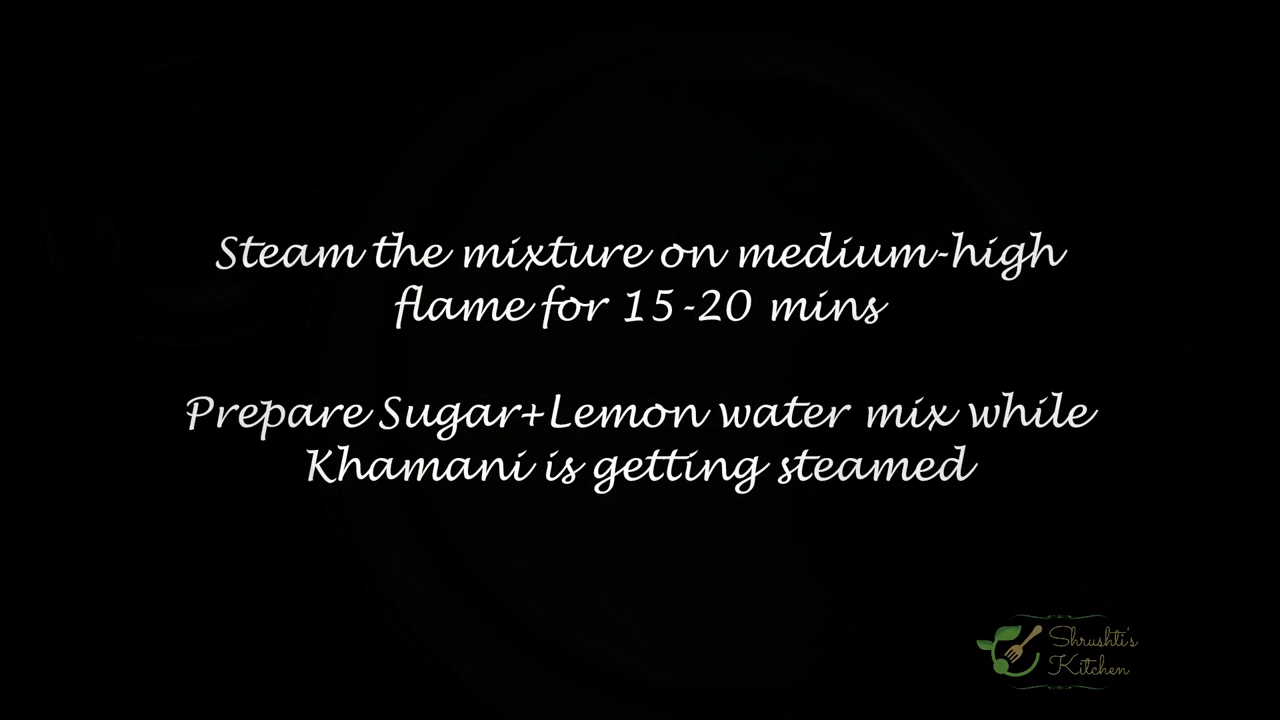 Steam the mixture on medium-high
flame for 15-20 mins
Prepare Sugar+Lemon water mix while
Khamani is getting steamed
Shrushti's
Kitchen